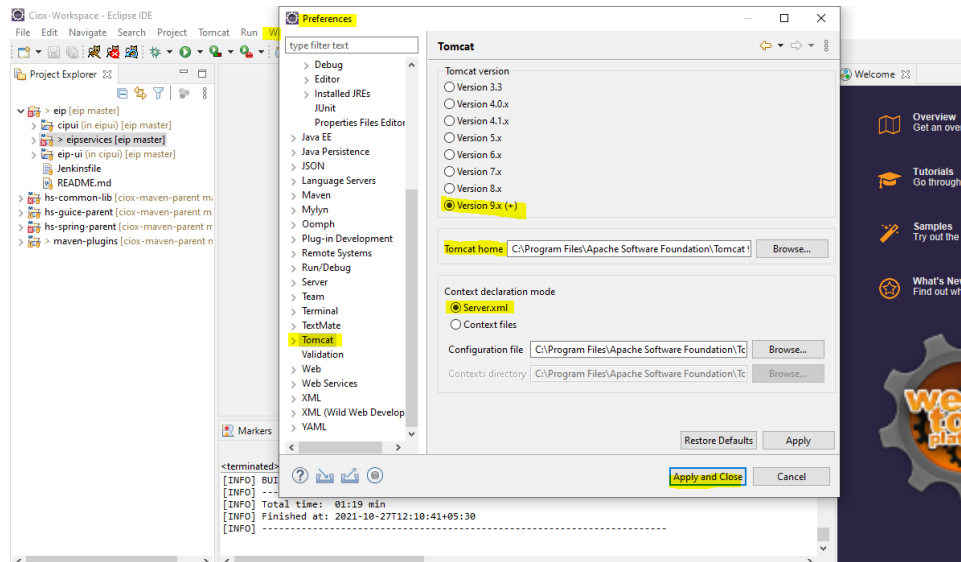 Ciox-Workspace - Eclipse IDE
File Edit Navigate Search Project Tomcat Run
Project Explorer
> eip [eip master]
cipui (in eipui) [eip master]
> eipservices [eip master]
eip-ui (in cipui) [eip master]
Jenkinsfile
README.md
hs-common-lib [ciox-maven-parent
hs-guice-parent [ciox-maven-parent
hs-spring-parent [ciox-maven-parent
> maven-plugins [ciox-maven-parent
Preferences
type filter text
Debug
Editor
Installed JREs
JUnit
Properties Files Editor
Java EE
Java Persistence
JSON
Language Servers
Maven
Mylyn
Oomph
Plug-in Development
Remote Systems
Run/Debug
Server
Team
Terminal
TextMate
Tomcat
Validation
Web
Web Services
XML
XML (Wild Web Develop
YAML
Tomcat
Tomcat version
Version 3.3
Version 4.0.x
Version 4.1.x
Version 5.x
Version 6.x
Version 7.x
Version 8.x
Version 9.x (+)
Tomcat home C:\Program Files\Apache Software Foundation\Tomcat Browse...
Context declaration mode
Server.xml
Context files
Configuration file C:\Program Files\Apache Software Foundation\Tc Browse...
Contexts directory C:\Program Files\Apache Software Foundation\Tc Browse...
Restore Defaults Apply
Apply and Close Cancel
Markers
<terminated>
[INFO] BUI
[INFO] ---
[INFO] Total time: 01:19 min
[INFO] Finished at: 2021-10-27T12:10:41+05:30
[INFO] ------------------------------------------------------------------------
Welcome
Overview
Get an ove
Tutorials
Go through
Samples
Try out the
What's Ne
Find out wh
we
to
plat